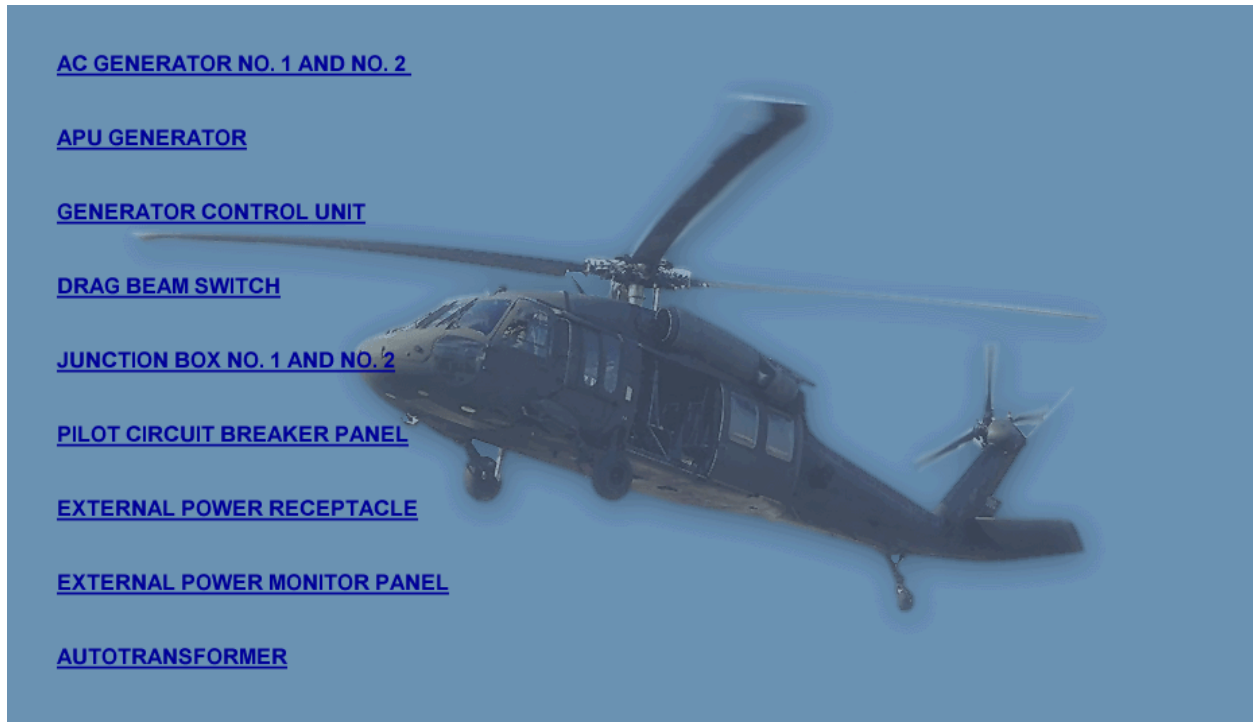 AC GENERATOR NO. 1 AND NO. 2
APU GENERATOR
GENERATOR CONTROL UNIT
DRAG BEAM SWITCH
JUNCTION BOX NO. 1 AND NO. 2
PILOT CIRCUIT BREAKER PANEL
EXTERNAL POWER RECEPTACLE
EXTERNAL POWER MONITOR PANEL
AUTOTRANSFORMER